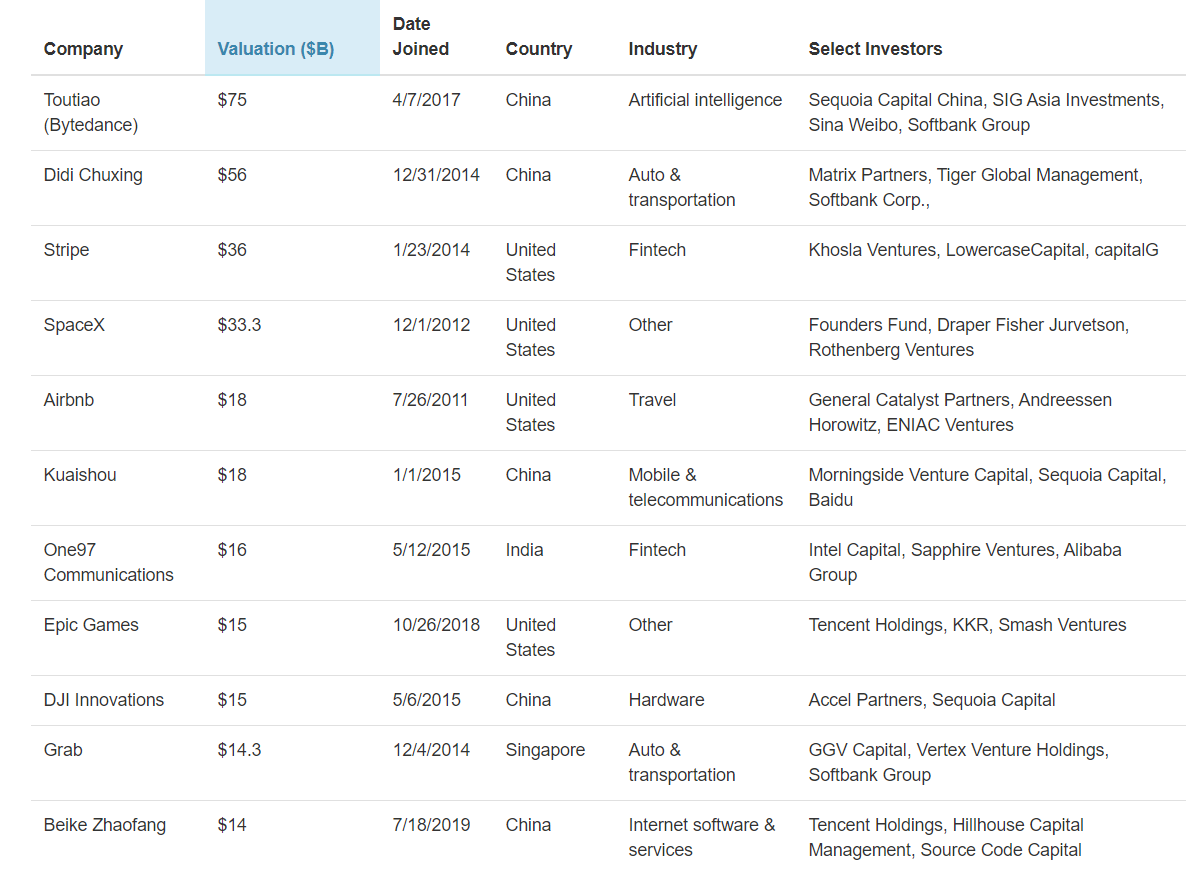 Company Valuation ($B) Date Joined Country Industry Select Investors
Toutiao (Bytedance) $75 4/7/2017 China Artificial intelligence Sequoia Capital China, SIG Asia Investments, Sina Weibo, Softbank Group
Didi Chuxing $56 12/31/2014 China Auto & transportation Matrix Partners, Tiger Global Management, Softbank Corp.,
Stripe $36 1/23/2014 United States Fintech Khosla Ventures, LowercaseCapital, capitalG
SpaceX $33.3 12/1/2012 United States Other Founders Fund, Draper Fisher Jurvetson, Rothenberg Ventures
Airbnb $18 7/26/2011 United States Travel General Catalyst Partners, Andreessen Horowitz, ENIAC Ventures
Kuaishou $18 1/1/2015 China Mobile & telecommunications Morningside Venture Capital, Sequoia Capital, Baidu
One97 Communications $16 5/12/2015 India Fintech Intel Capital, Sapphire Ventures, Alibaba Group
Epic Games $15 10/26/2018 United States Other Tencent Holdings, KKR, Smash Ventures
DJI Innovations $15 5/6/2015 China Hardware Accel Partners, Sequoia Capital
Grab $14.3 12/4/2014 Singapore Auto & transportation GGV Capital, Vertex Venture Holdings, Softbank Group
Beike Zhaofang $14 7/18/2019 China Internet software & services Tencent Holdings, Hillhouse Capital Management, Source Code Capital